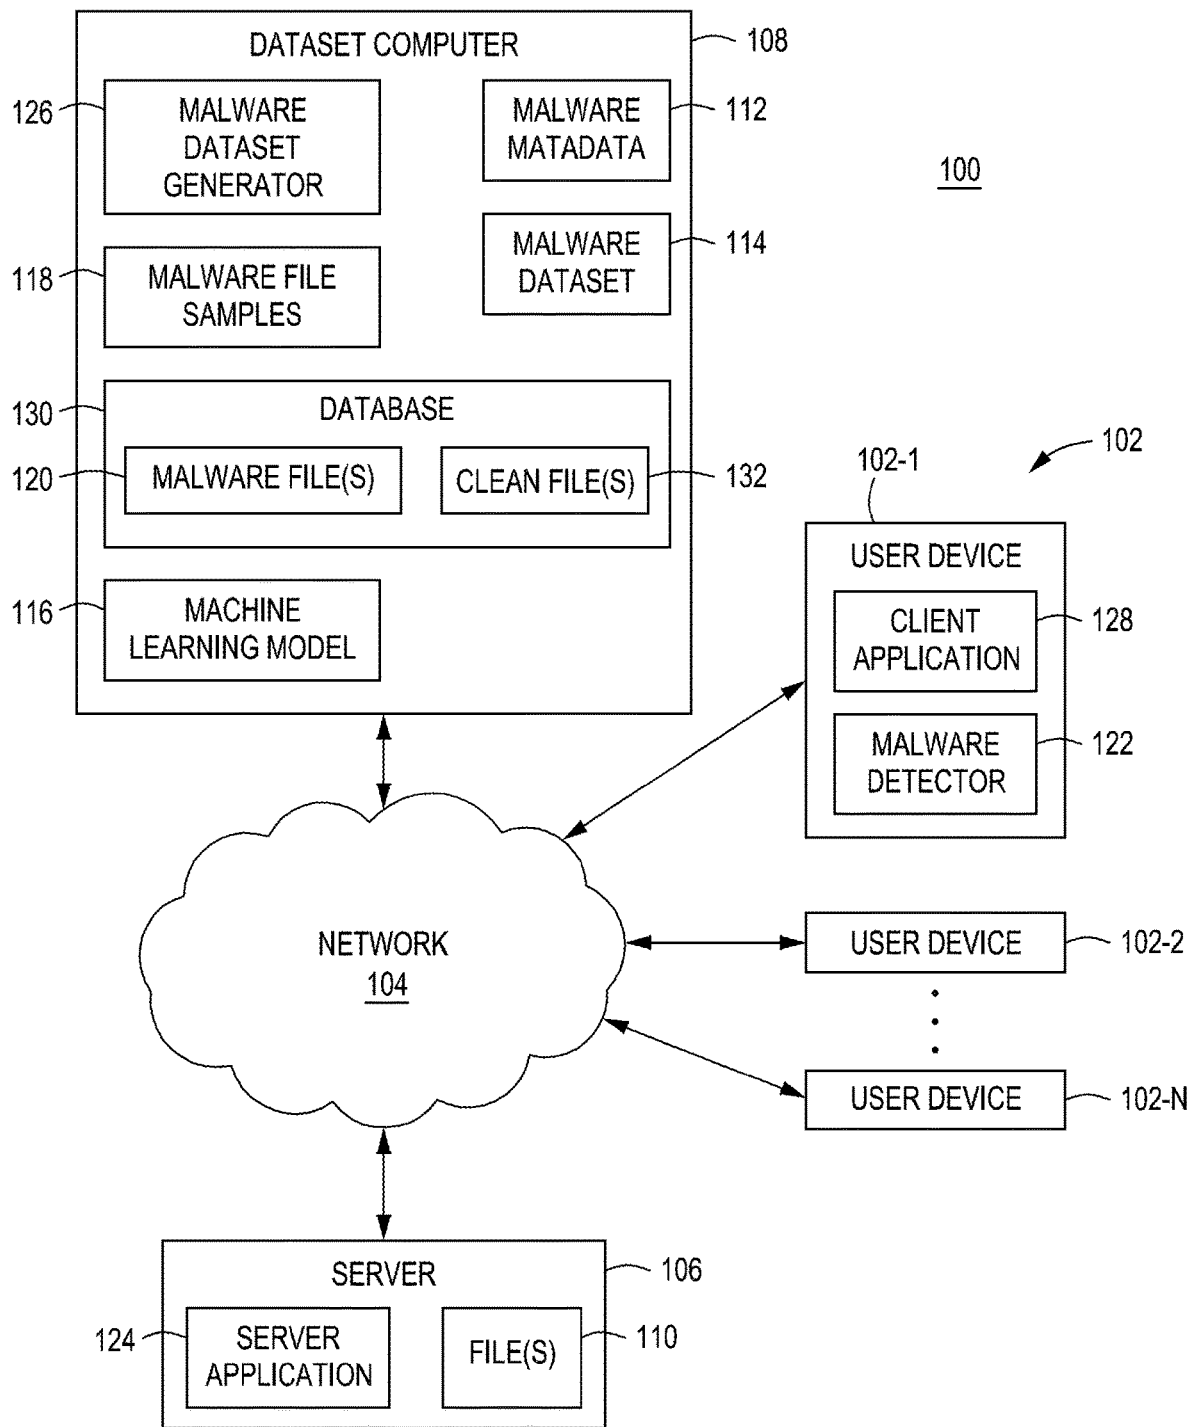 DATASET COMPUTER
108
126
MALWARE
DATASET
GENERATOR
MALWARE
MATADATA
112
100
118
MALWARE FILE
SAMPLES
MALWARE
DATASET
114
130
DATABASE
120
MALWARE FILE(S)
CLEAN FILE(S)
132
116
MACHINE
LEARNING MODEL
102
102-1
USER DEVICE
CLIENT
APPLICATION
128
MALWARE
DETECTOR
122
NETWORK
104
USER DEVICE
102-2
USER DEVICE
102-N
SERVER
106
124
SERVER
APPLICATION
FILE(S)
110